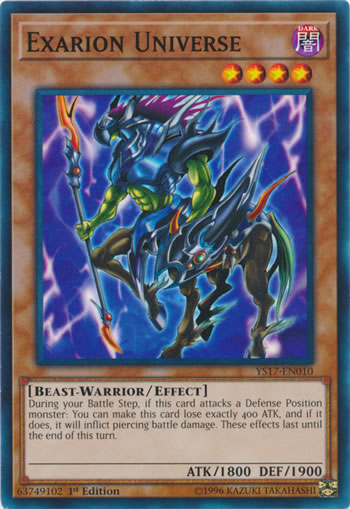 EXARION UNIVERSE
DARK
闇
YS17-EN010
[BEAST-WARRIOR/EFFECT]
During your Battle Step, if this card attacks a Defense Position
monster: You can make this card lose exactly 400 ATK, and if it
does, it will inflict piercing battle damage. These effects last until
the end of this turn.
ATK/1800 DEF/1900
63749102 1st Edition ©1996 KAZUKI TAKAHASHI